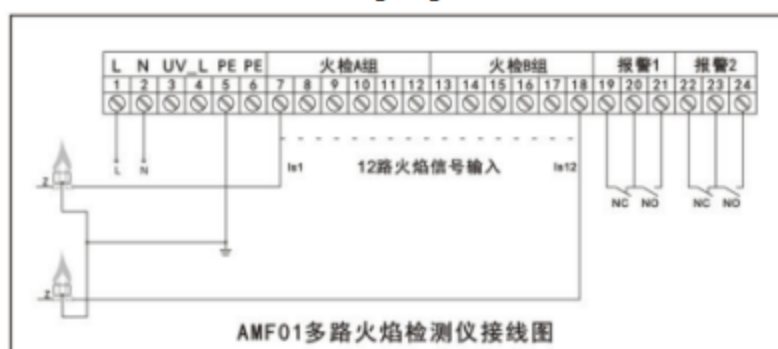 L N UV_L PE PE 火检A组 火检B组 报警1 报警2
1 2 3 4 5 6 7 8 9 10 11 12 13 14 15 16 17 18 19 20 21 22 23 24
L N Is1 12路火焰信号输入 Is12
Z
NC NO NC NO
Z
AMF01多路火焰检测仪接线图